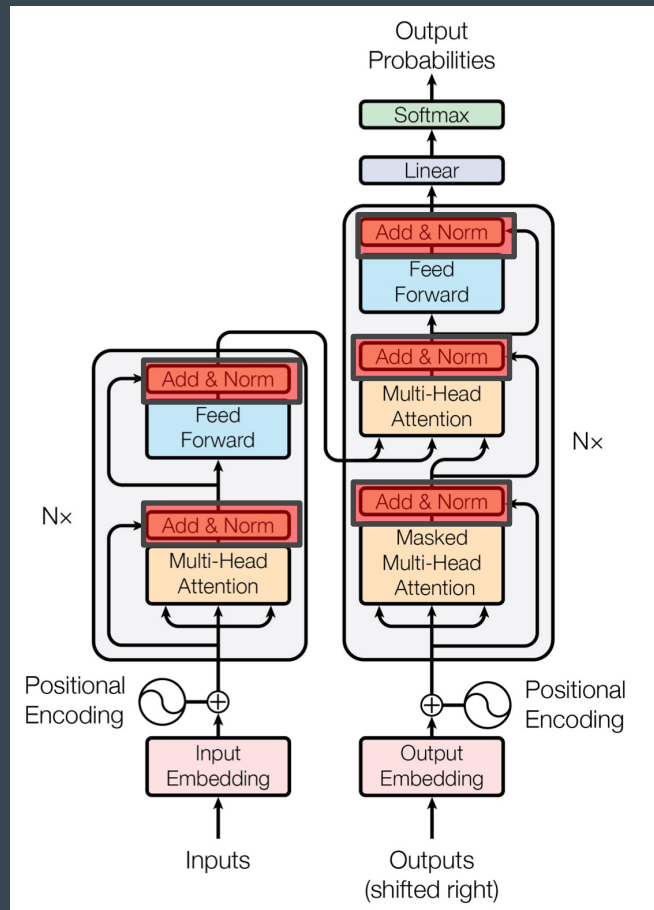 Output
Probabilities
Softmax
Linear
Add & Norm
Feed
Forward
Add & Norm
Multi-Head
Attention
Add & Norm
Masked
Multi-Head
Attention
Nx
Add & Norm
Feed
Forward
Add & Norm
Multi-Head
Attention
Nx
Positional
Encoding
Positional
Encoding
Input
Embedding
Output
Embedding
Inputs
Outputs
(shifted right)